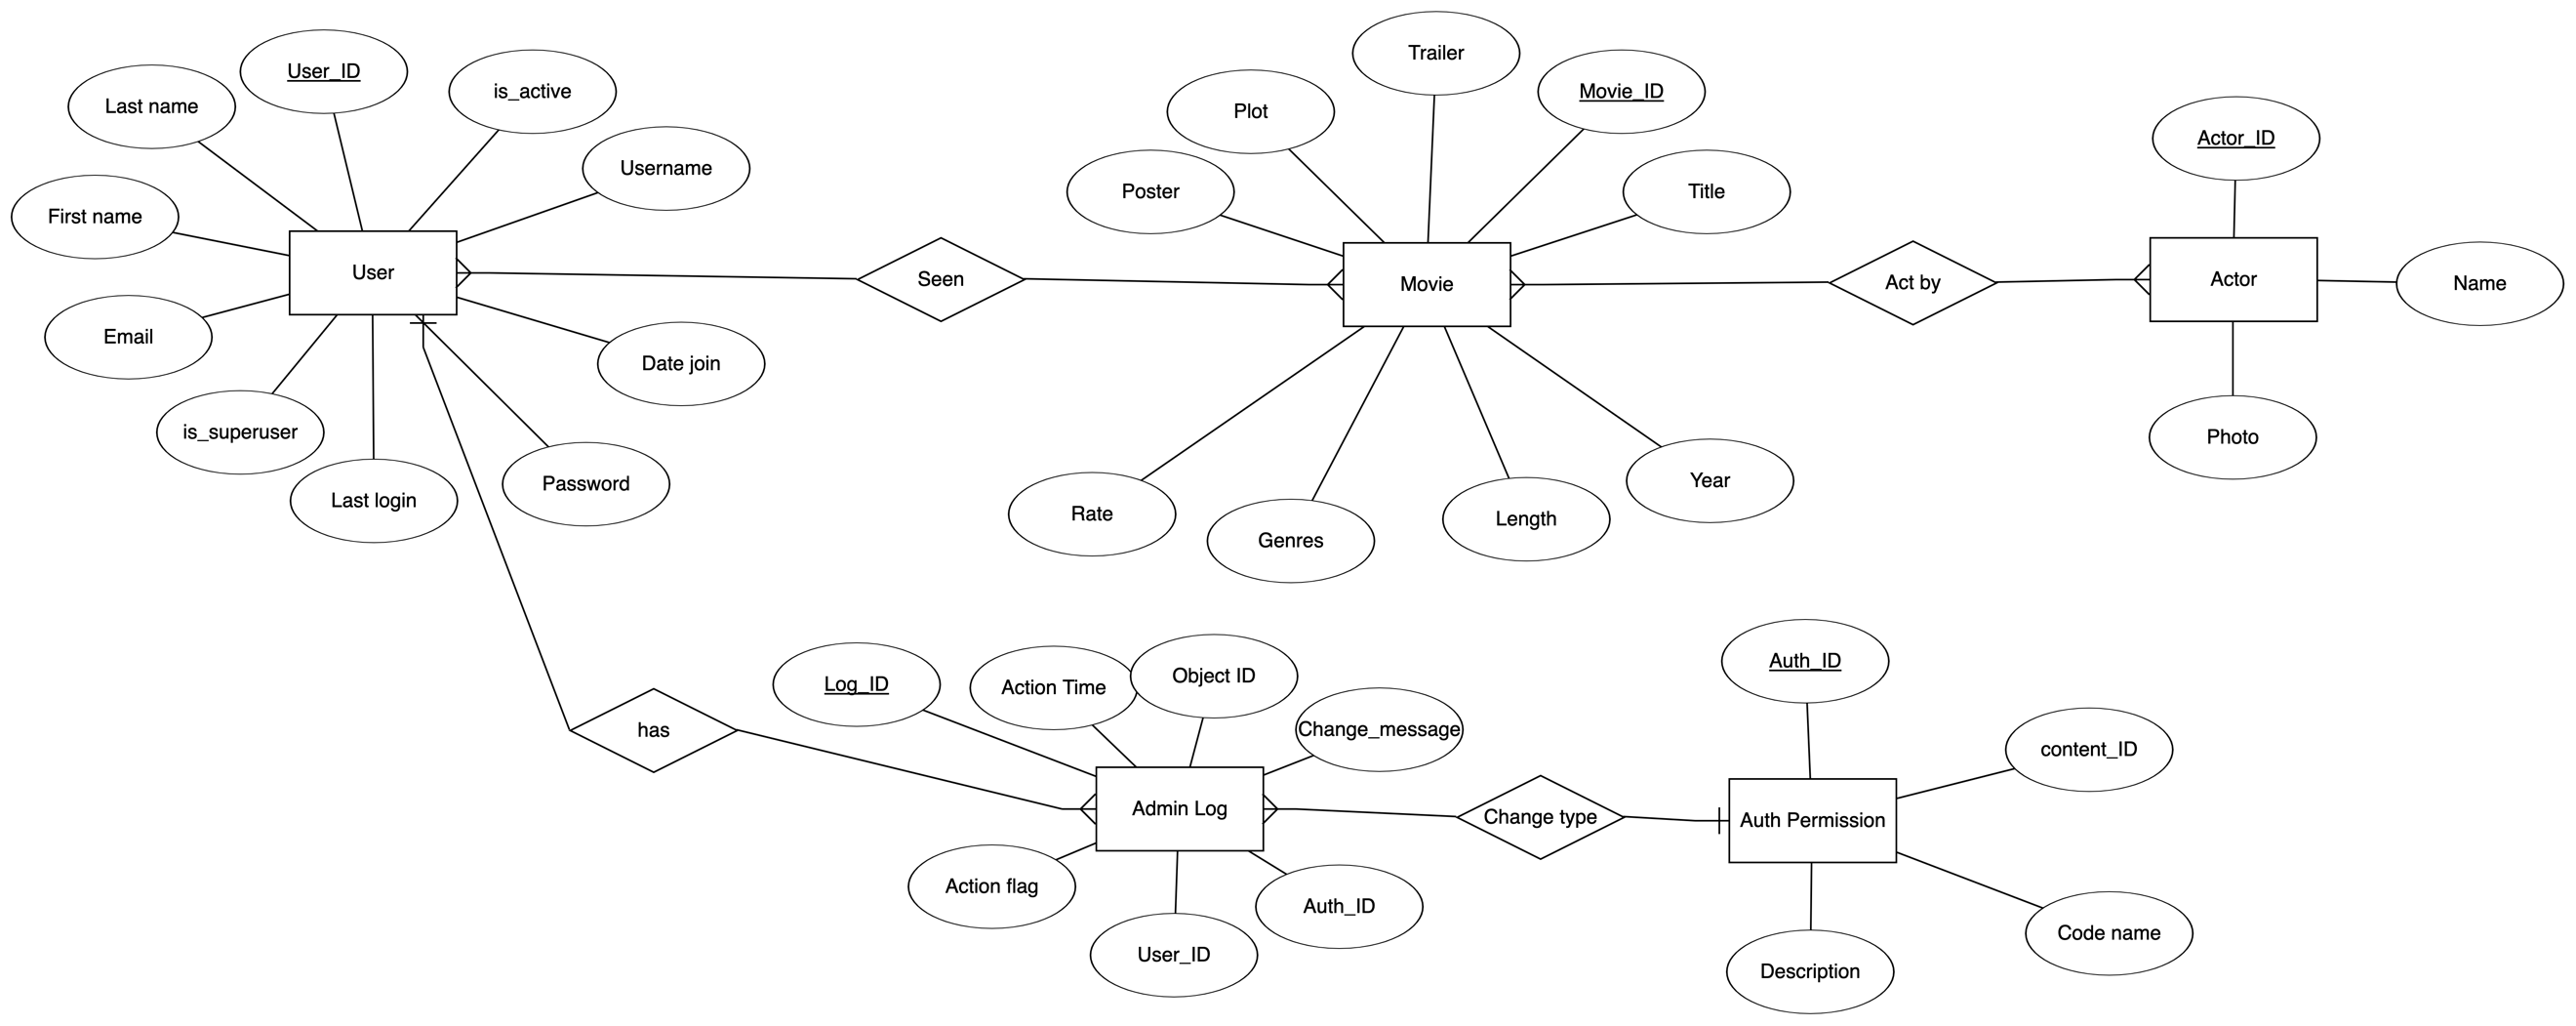 Trailer
User_ID
is_active
Movie_ID
Last name
Plot
Actor_ID
Username
Poster
Title
First name
User
Seen
Movie
Act by
Actor
Name
Email
Date join
is_superuser
Photo
Last login
Password
Year
Rate
Length
Genres
Auth_ID
Object ID
Log_ID
Action Time
has
Change_message
content_ID
Admin Log
Change type
Auth Permission
Action flag
Auth_ID
Code name
User_ID
Description